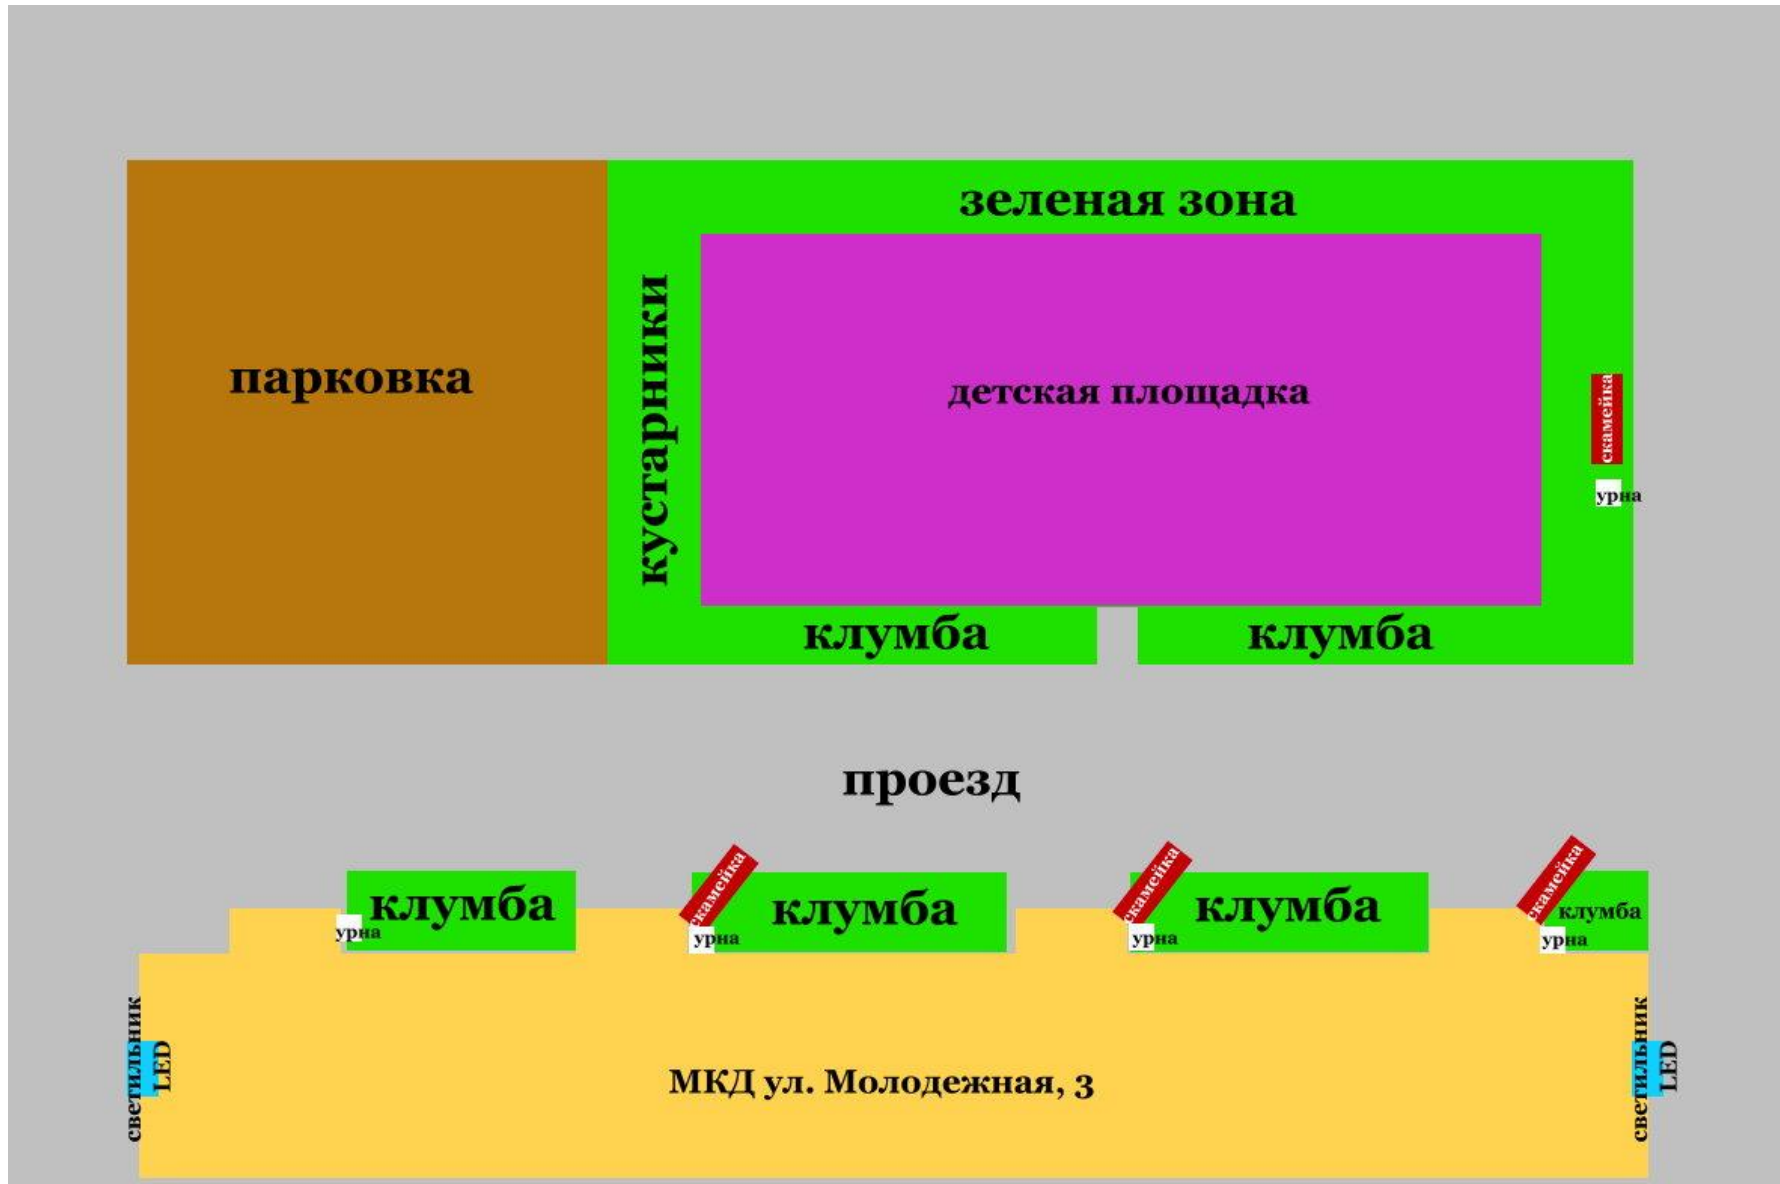 зеленая зона
парковка
кустарники
детская площадка
скамейка
урна
клумба
клумба
проезд
скамейка
скамейка
скамейка
клумба
клумба
клумба
клумба
урна
урна
урна
урна
светильник
LED
МКД ул. Молодежная, 3
светильник
LED